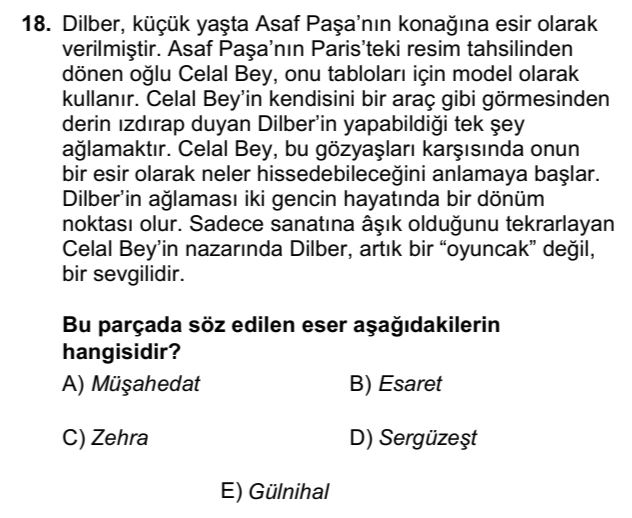 18. Dilber, küçük yaşta Asaf Paşa’nın konağına esir olarak
verilmiştir. Asaf Paşa’nın Paris’teki resim tahsilinden
dönen oğlu Celal Bey, onu tabloları için model olarak
kullanır. Celal Bey’in kendisini bir araç gibi görmesinden
derin ızdırap duyan Dilber’in yapabildiği tek şey
ağlamaktır. Celal Bey, bu gözyaşları karşısında onun
bir esir olarak neler hissedebileceğini anlamaya başlar.
Dilber’in ağlaması iki gencin hayatında bir dönüm
noktası olur. Sadece sanatına âşık olduğunu tekrarlayan
Celal Bey’in nazarında Dilber, artık bir “oyuncak” değil,
bir sevgilidir.
Bu parçada söz edilen eser aşağıdakilerin
hangisidir?
A) Müşahedat B) Esaret
C) Zehra D) Sergüzeşt
E) Gülnihal